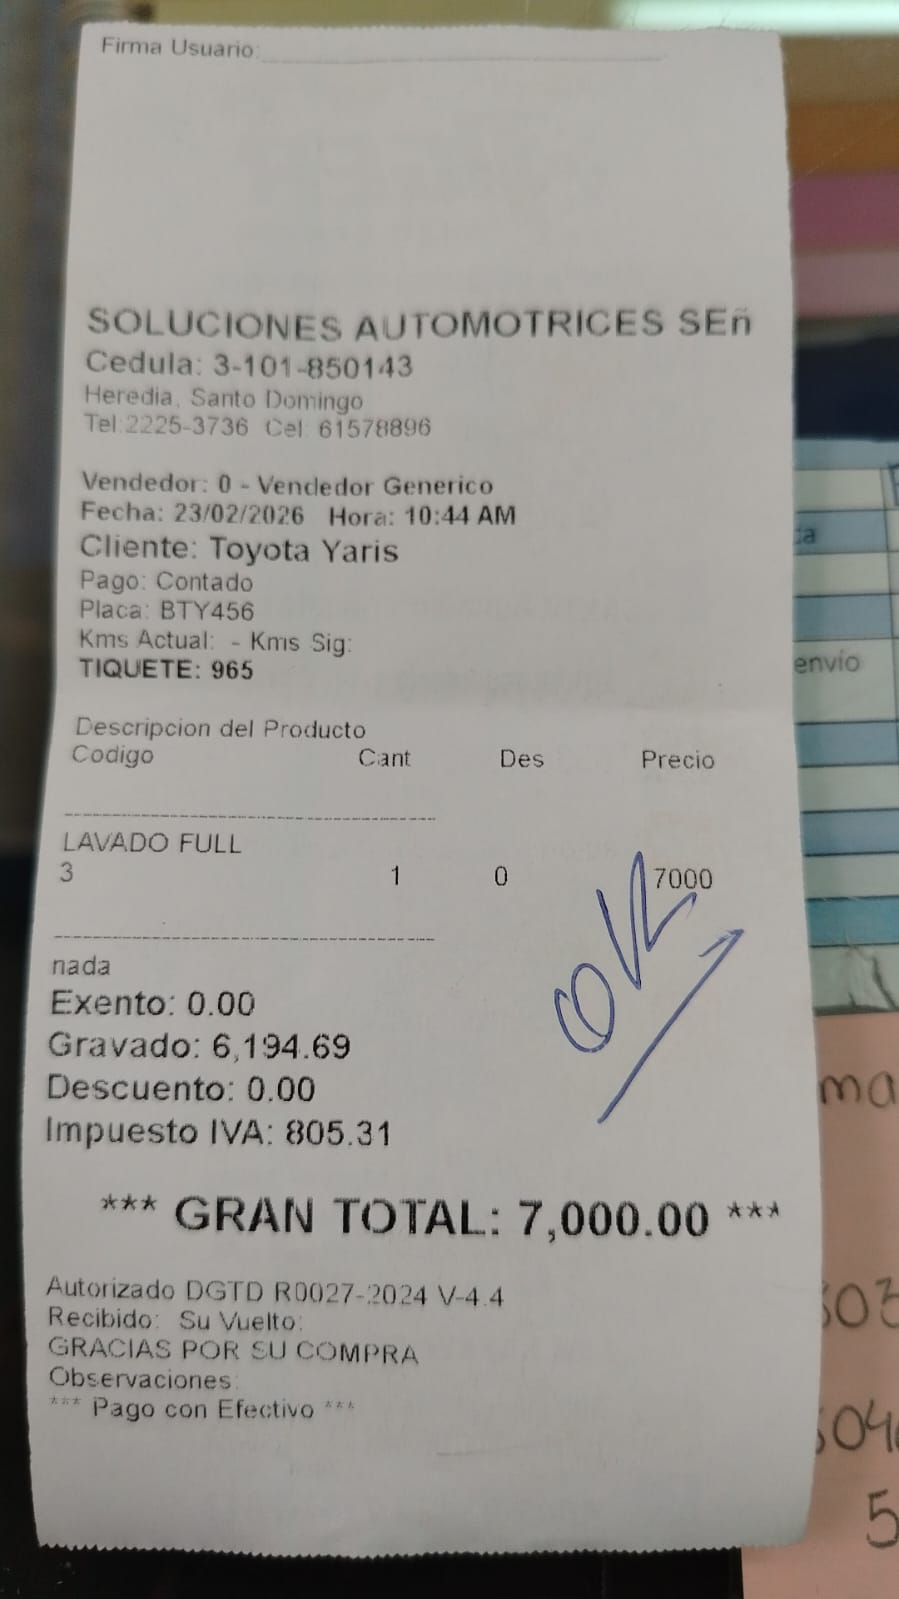 Firma Usuario:
SOLUCIONES AUTOMOTRICES SEñ
Cedula: 3-101-850143
Heredia, Santo Domingo
Tel:2225-3736 Cel: 61578896
Vendedor: 0 - Vendedor Generico
Fecha: 23/02/2026 Hora: 10:44 AM
Cliente: Toyota Yaris
Pago: Contado
Placa: BTY456
Kms Actual: - Kms Sig:
TIQUETE: 965
Descripcion del Producto
Codigo Cant Des Precio
LAVADO FULL
3 1 0 7000
OK
nada
Exento: 0.00
Gravado: 6,194.69
Descuento: 0.00
Impuesto IVA: 805.31
*** GRAN TOTAL: 7,000.00 ***
Autorizado DGTD R0027-2024 V-4.4
Recibido: Su Vuelto:
GRACIAS POR SU COMPRA
Observaciones:
*** Pago con Efectivo ***
envío